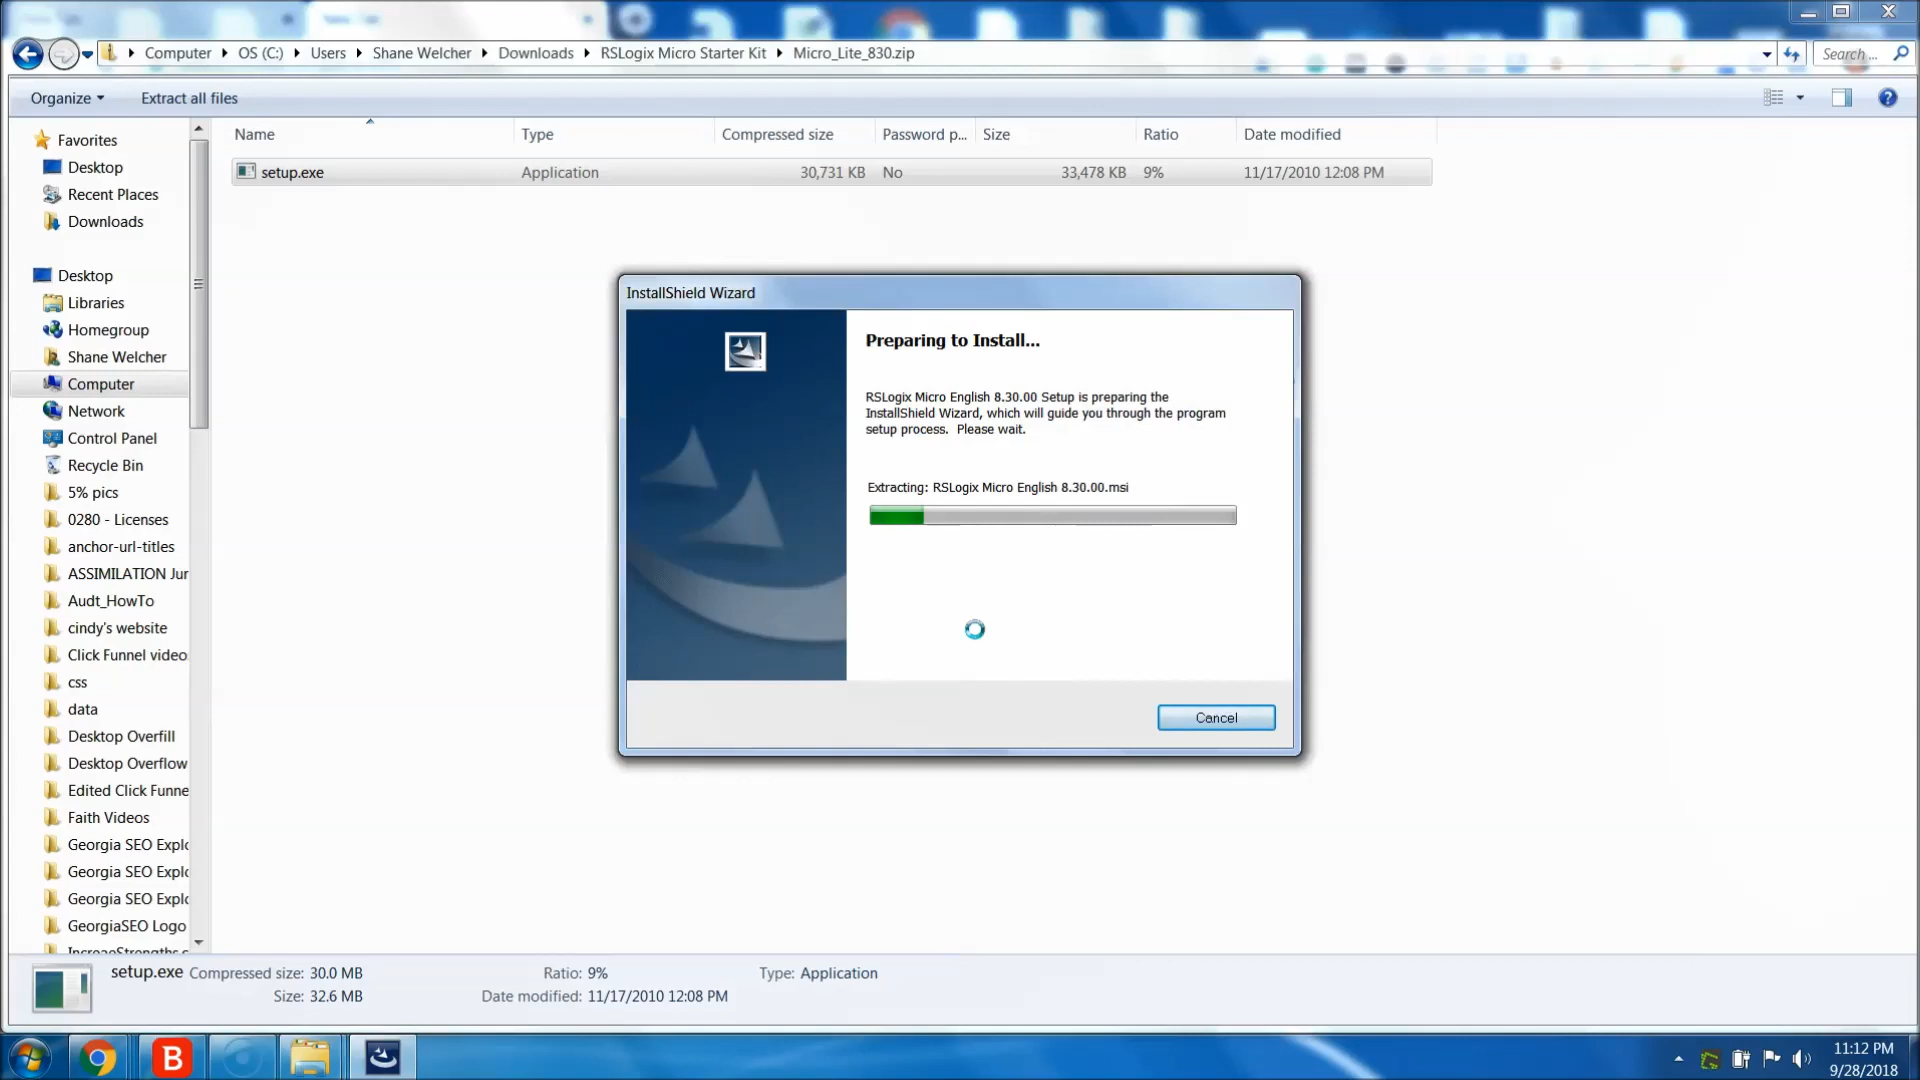 Computer OS (C:) Users Shane Welcher Downloads RSLogix Micro Starter Kit Micro_Lite_830.zip
Search ...
Organize Extract all files
Name Type Compressed size Password p... Size Ratio Date modified
setup.exe Application 30,731 KB No 33,478 KB 9% 11/17/2010 12:08 PM
Favorites
Desktop
Recent Places
Downloads
Desktop
Libraries
Homegroup
Shane Welcher
Computer
Network
Control Panel
Recycle Bin
5% pics
0280 - Licenses
anchor-url-titles
ASSIMILATION Jur
Audt_HowTo
cindy's website
Click Funnel video
css
data
Desktop Overfill
Desktop Overflow
Edited Click Funne
Faith Videos
Georgia SEO Explo
Georgia SEO Explo
Georgia SEO Explo
GeorgiaSEO Logo
InstallShield Wizard
Preparing to Install...
RSLogix Micro English 8.30.00 Setup is preparing the
InstallShield Wizard, which will guide you through the program
setup process. Please wait.
Extracting: RSLogix Micro English 8.30.00.msi
Cancel
setup.exe Compressed size: 30.0 MB Ratio: 9% Type: Application
Size: 32.6 MB Date modified: 11/17/2010 12:08 PM
B
11:12 PM
9/28/2018